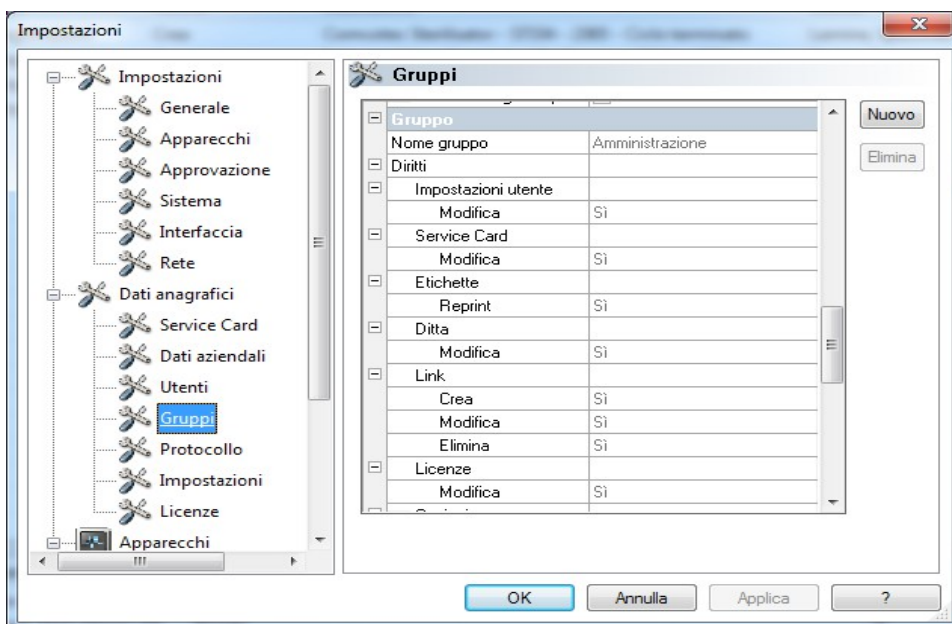 Impostazioni
Impostazioni
Generale
Apparecchi
Approvazione
Sistema
Interfaccia
Rete
Dati anagrafici
Service Card
Dati aziendali
Utenti
Gruppi
Protocollo
Impostazioni
Licenze
Apparecchi
Gruppi
Gruppo
Nome gruppo Amministrazione
Diritti
Impostazioni utente
Modifica Sì
Service Card
Modifica Sì
Etichette
Reprint Sì
Ditta
Modifica Sì
Link
Crea Sì
Modifica Sì
Elimina Sì
Licenze
Modifica Sì
Nuovo
Elimina
OK Annulla Applica ?